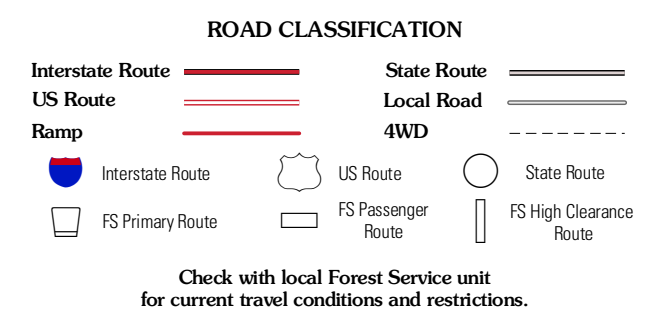 ROAD CLASSIFICATION
Interstate Route
State Route
US Route
Local Road
Ramp
4WD
Interstate Route
US Route
State Route
FS Primary Route
FS Passenger
Route
FS High Clearance
Route
Check with local Forest Service unit
for current travel conditions and restrictions.